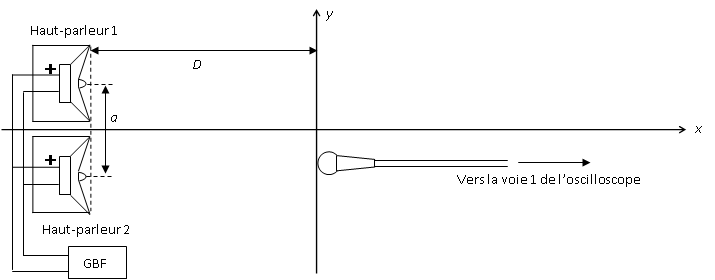 Haut-parleur 1
y
+
D
a
x
+
Vers la voie 1 de l'oscilloscope
Haut-parleur 2
GBF